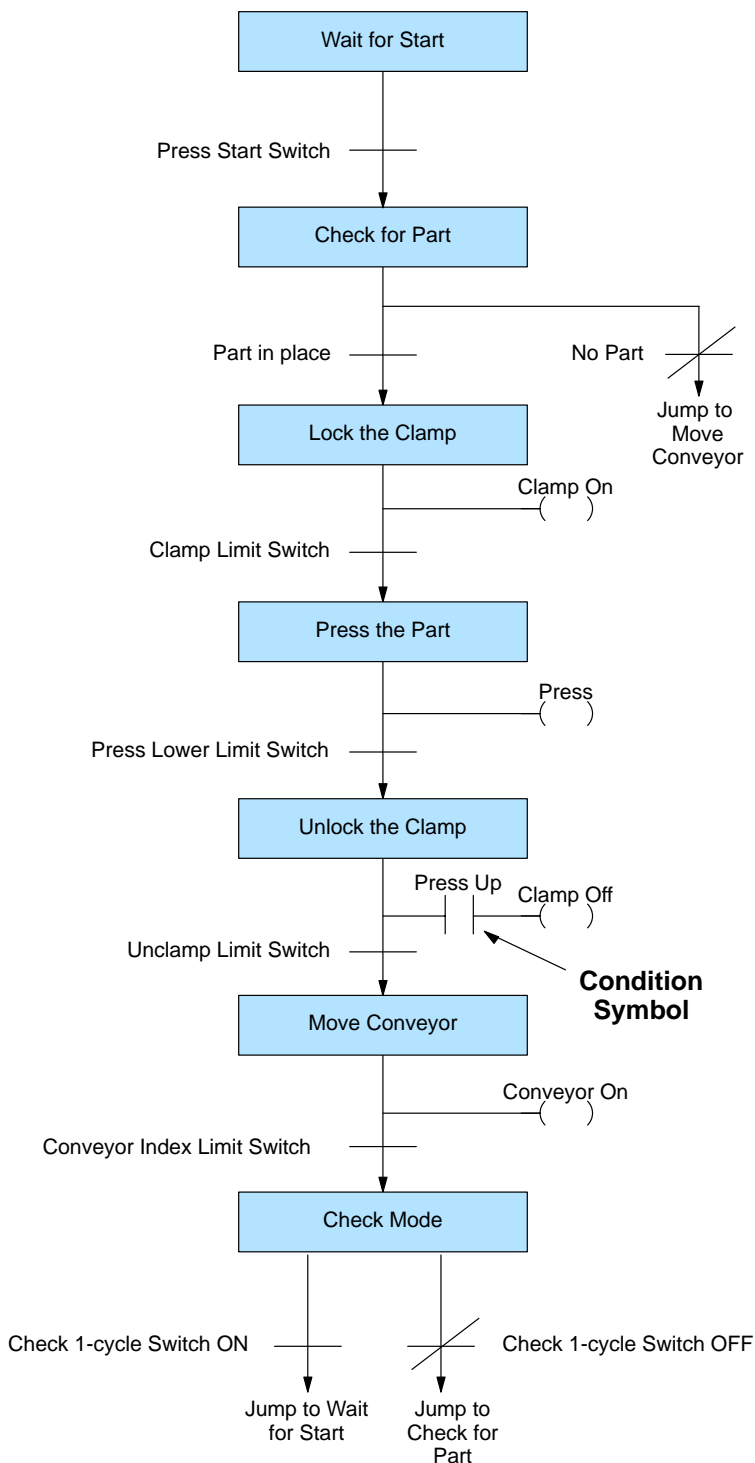 Wait for Start
Press Start Switch
Check for Part
Part in place
No Part
Jump to
Move
Conveyor
Lock the Clamp
Clamp On
Clamp Limit Switch
Press the Part
Press
Press Lower Limit Switch
Unlock the Clamp
Press Up
Clamp Off
Unclamp Limit Switch
Condition
Symbol
Move Conveyor
Conveyor On
Conveyor Index Limit Switch
Check Mode
Check 1-cycle Switch ON
Check 1-cycle Switch OFF
Jump to Wait
for Start
Jump to
Check for
Part